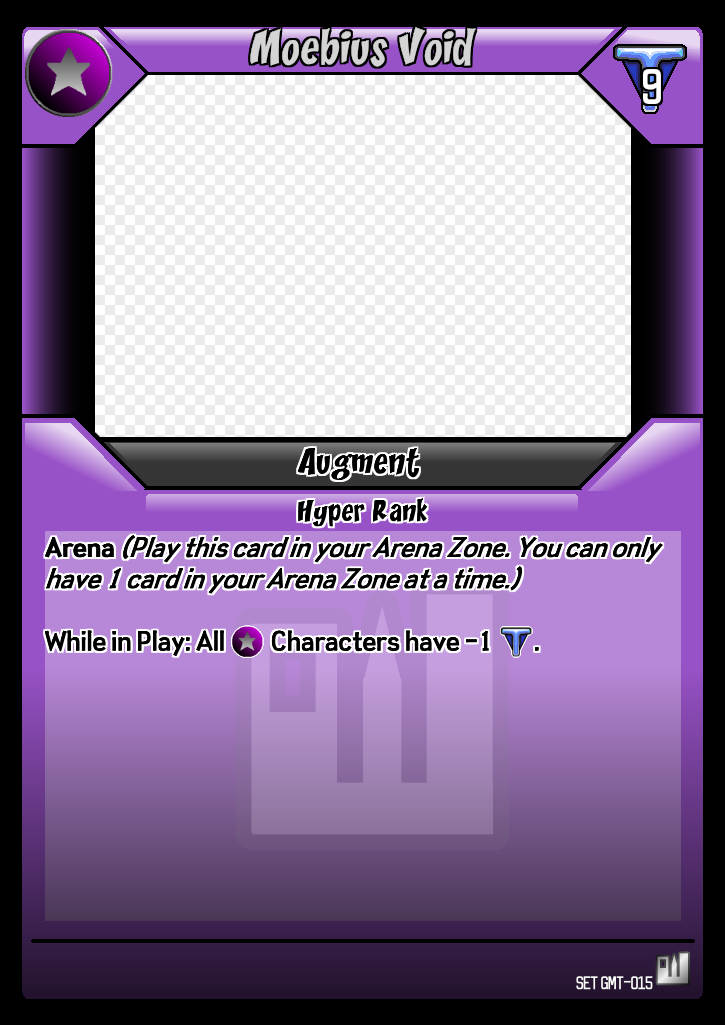 Moebius Void
9
Augment
Hyper Rank
Arena (Play this card in your Arena Zone. You can only
have 1 card in your Arena Zone at a time.)
While in Play: All Characters have -1 .
SET GMT-015